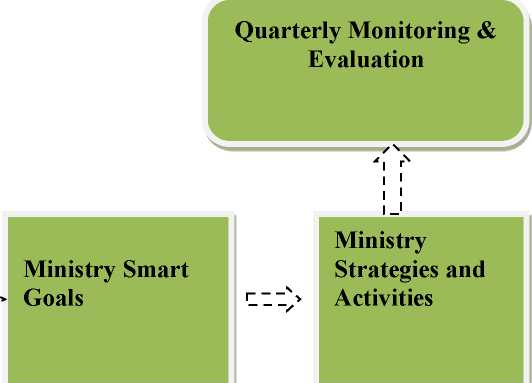 Quarterly Monitoring &
Evaluation
Ministry Smart
Goals
Ministry
Strategies and
Activities